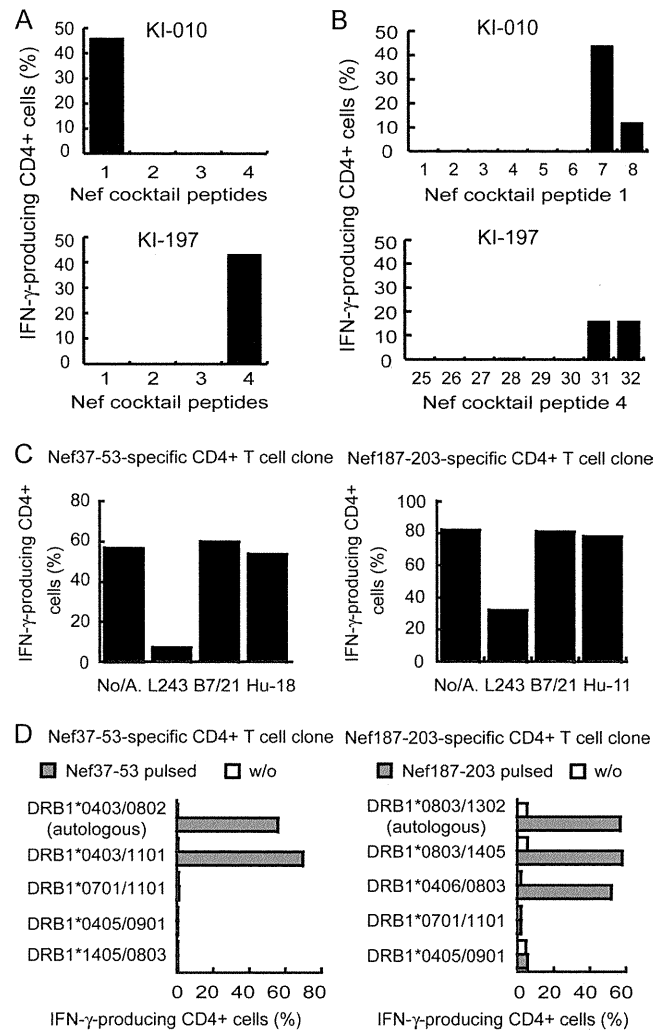 A
KI-010
IFN-γ-producing CD4+ cells (%)
50
40
30
20
10
0
1 2 3 4
Nef cocktail peptides
KI-197
50
40
30
20
10
0
1 2 3 4
Nef cocktail peptides
B
KI-010
IFN-γ-producing CD4+ cells (%)
50
40
30
20
10
0
1 2 3 4 5 6 7 8
Nef cocktail peptide 1
KI-197
50
40
30
20
10
0
25 26 27 28 29 30 31 32
Nef cocktail peptide 4
C
Nef37-53-specific CD4+ T cell clone
IFN-γ-producing CD4+
cells (%)
80
60
40
20
0
No/A. L243 B7/21 Hu-18
Nef187-203-specific CD4+ T cell clone
IFN-γ-producing CD4+
cells (%)
100
80
60
40
20
0
No/A. L243 B7/21 Hu-11
D
Nef37-53-specific CD4+ T cell clone
Nef37-53 pulsed w/o
DRB1*0403/0802
(autologous)
DRB1*0403/1101
DRB1*0701/1101
DRB1*0405/0901
DRB1*1405/0803
0 20 40 60 80
IFN-γ-producing CD4+ cells (%)
Nef187-203-specific CD4+ T cell clone
Nef187-203 pulsed w/o
DRB1*0803/1302
(autologous)
DRB1*0803/1405
DRB1*0406/0803
DRB1*0701/1101
DRB1*0405/0901
0 20 40 60
IFN-γ-producing CD4+ cells (%)